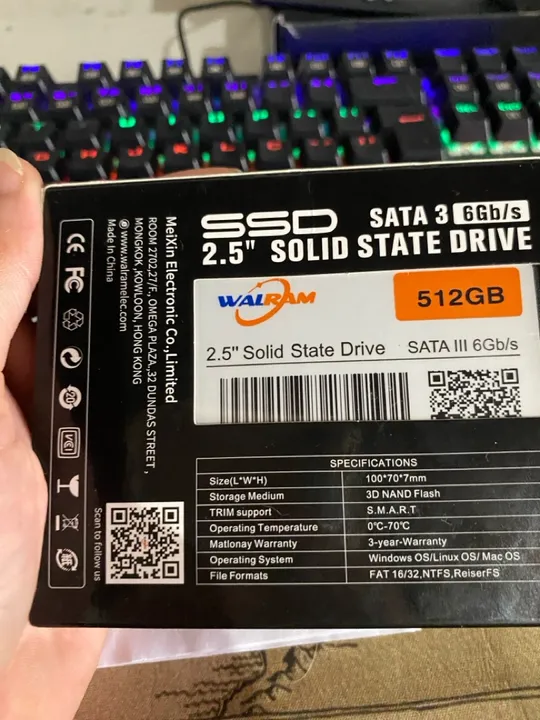 SSD
SATA 3 6Gb/s
2.5" SOLID STATE DRIVE
WALRAM
512GB
2.5" Solid State Drive SATA III 6Gb/s
SPECIFICATIONS
Size(L*W*H) 100*70*7mm
Storage Medium 3D NAND Flash
TRIM support S.M.A.R.T
Operating Temperature 0℃-70℃
Matlonay Warranty 3-year-Warranty
Operating System Windows OS/Linux OS/ Mac OS
File Formats FAT 16/32,NTFS,ReiserFS
MeiXin Electronic Co.,Limited
ROOM 2702,27/F., OMEGA PLAZA.,32 DUNDAS STREET ,
MONGKOK,KOWLOON, HONG KONG
www.walramelec.com
Made In China
CE FC
20
VCI
Scan to follow us